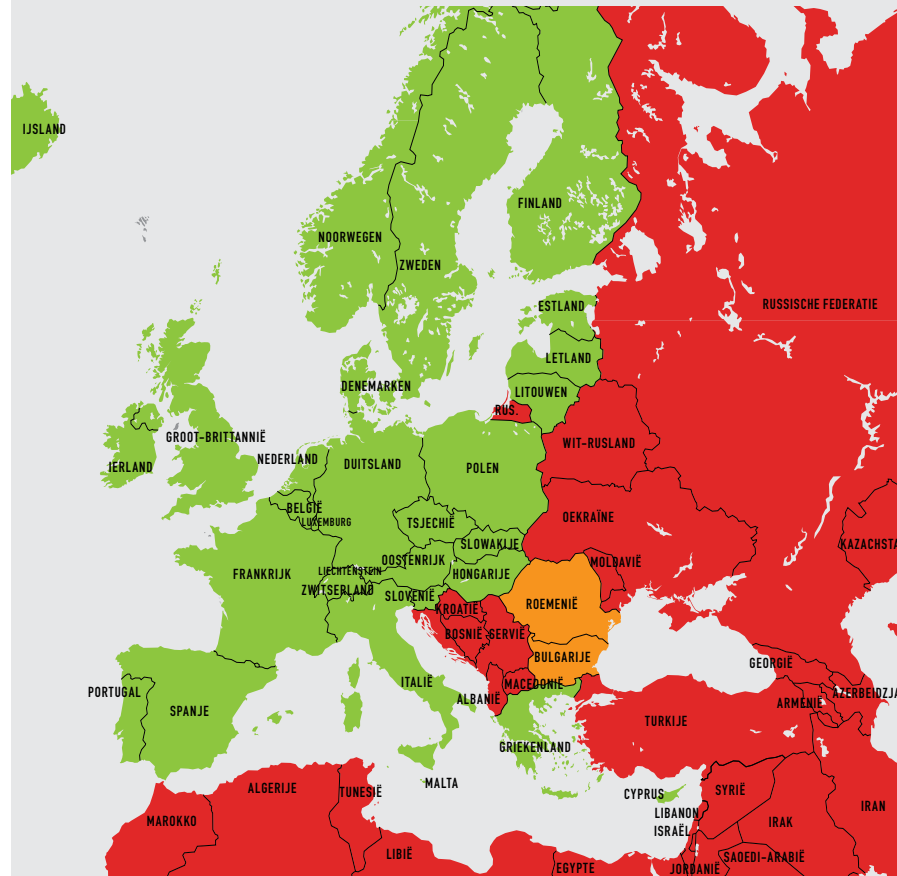 IJSLAND
FINLAND
NOORWEGEN
ZWEDEN
RUSSISCHE FEDERATIE
ESTLAND
LETLAND
DENEMARKEN
LITOUWEN
RUS.
GROOT-BRITTANNIË
WIT-RUSLAND
NEDERLAND
DUITSLAND
IERLAND
POLEN
BELGIË
OEKRAÏNE
LUXEMBURG
TSJECHIË
SLOWAKIJE
KAZACHSTA
OOSTENRIJK
MOLDAVIË
LIECHTENSTEIN
FRANKRIJK
HONGARIJE
ZWITSERLAND
SLOVENIË
ROEMENIË
KROATIË
BOSNIË
SERVIË
BULGARIJE
GEORGIË
ITALIË
MACEDONIË
PORTUGAL
ALBANIË
AZERBEIDZJA
ARMENIË
SPANJE
TURKIJE
GRIEKENLAND
MALTA
ALGERIJE
TUNESIË
CYPRUS
SYRIË
IRAN
LIBANON
MAROKKO
IRAK
ISRAËL
LIBIË
SAOEDI-ARABIË
EGYPTE
JORDANIË